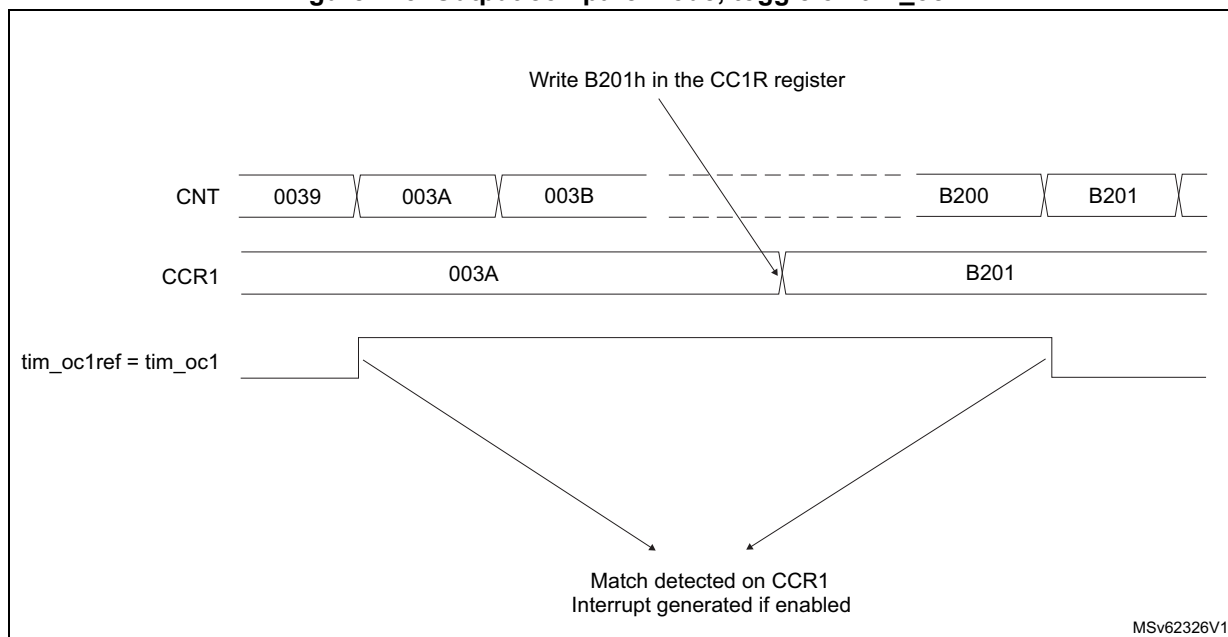 Write B201h in the CC1R register
CNT 0039 003A 003B B200 B201
CCR1 003A B201
tim_oc1ref = tim_oc1
Match detected on CCR1
Interrupt generated if enabled
MSv62326V1